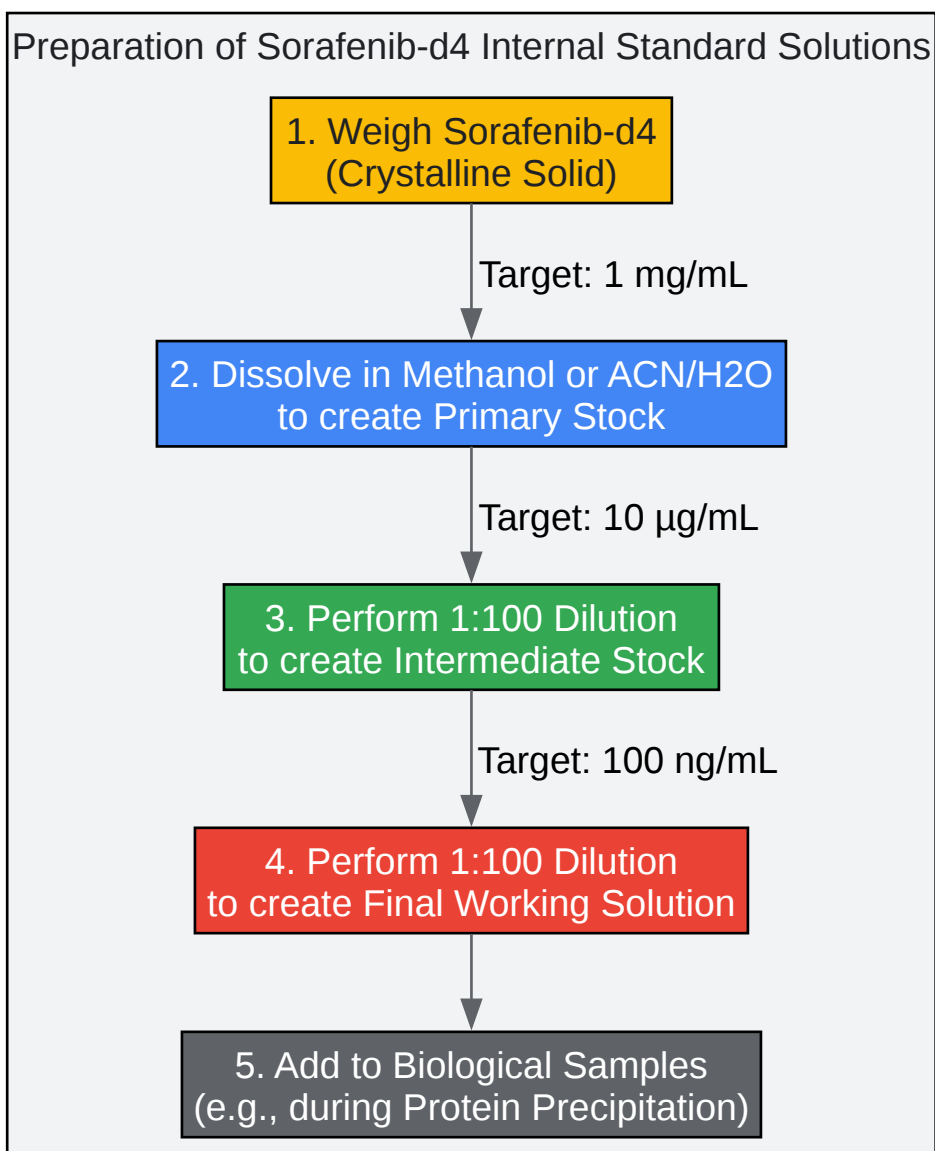 Preparation of Sorafenib-d4 Internal Standard Solutions
1. Weigh Sorafenib-d4
(Crystalline Solid)
Target: 1 mg/mL
2. Dissolve in Methanol or ACN/H2O
to create Primary Stock
Target: 10 µg/mL
3. Perform 1:100 Dilution
to create Intermediate Stock
Target: 100 ng/mL
4. Perform 1:100 Dilution
to create Final Working Solution
5. Add to Biological Samples
(e.g., during Protein Precipitation)